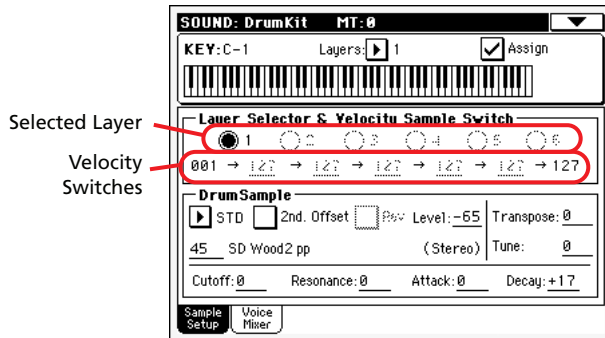 SOUND: DrumKit MT:0
KEY:C-1 Layers: 1 Assign
Selected Layer
Layer Selector & Velocity Sample Switch
1 2 3 4 5 6
Velocity Switches
001 → 127 → 127 → 127 → 127 → 127 → 127
DrumSample
STD 2nd. Offset Rev Level:-65 Transpose:0
45 SD Wood2 pp (Stereo) Tune: 0
Cutoff:0 Resonance:0 Attack:0 Decay:+17
Sample Setup Voice Mixer